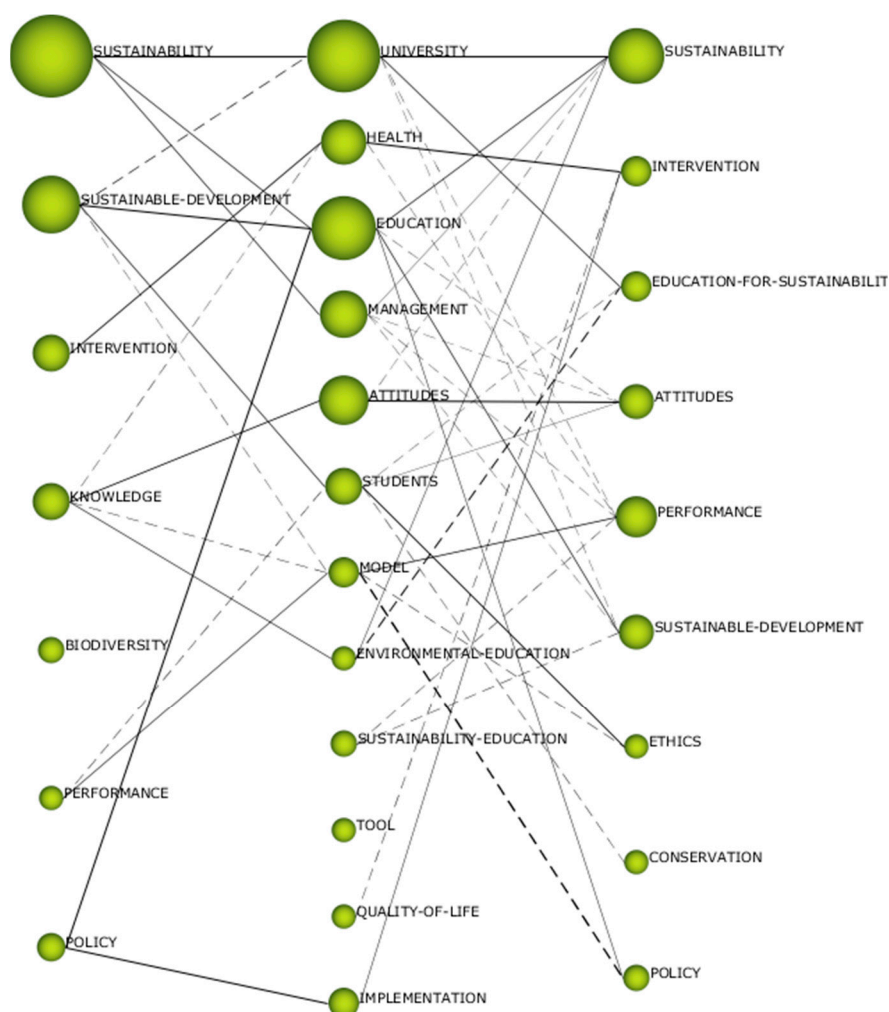 SUSTAINABILITY
SUSTAINABLE-DEVELOPMENT
INTERVENTION
KNOWLEDGE
BIODIVERSITY
PERFORMANCE
POLICY
UNIVERSITY
HEALTH
EDUCATION
MANAGEMENT
ATTITUDES
STUDENTS
MODEL
ENVIRONMENTAL-EDUCATION
SUSTAINABILITY-EDUCATION
TOOL
QUALITY-OF-LIFE
IMPLEMENTATION
SUSTAINABILITY
INTERVENTION
EDUCATION-FOR-SUSTAINABILIT
ATTITUDES
PERFORMANCE
SUSTAINABLE-DEVELOPMENT
ETHICS
CONSERVATION
POLICY